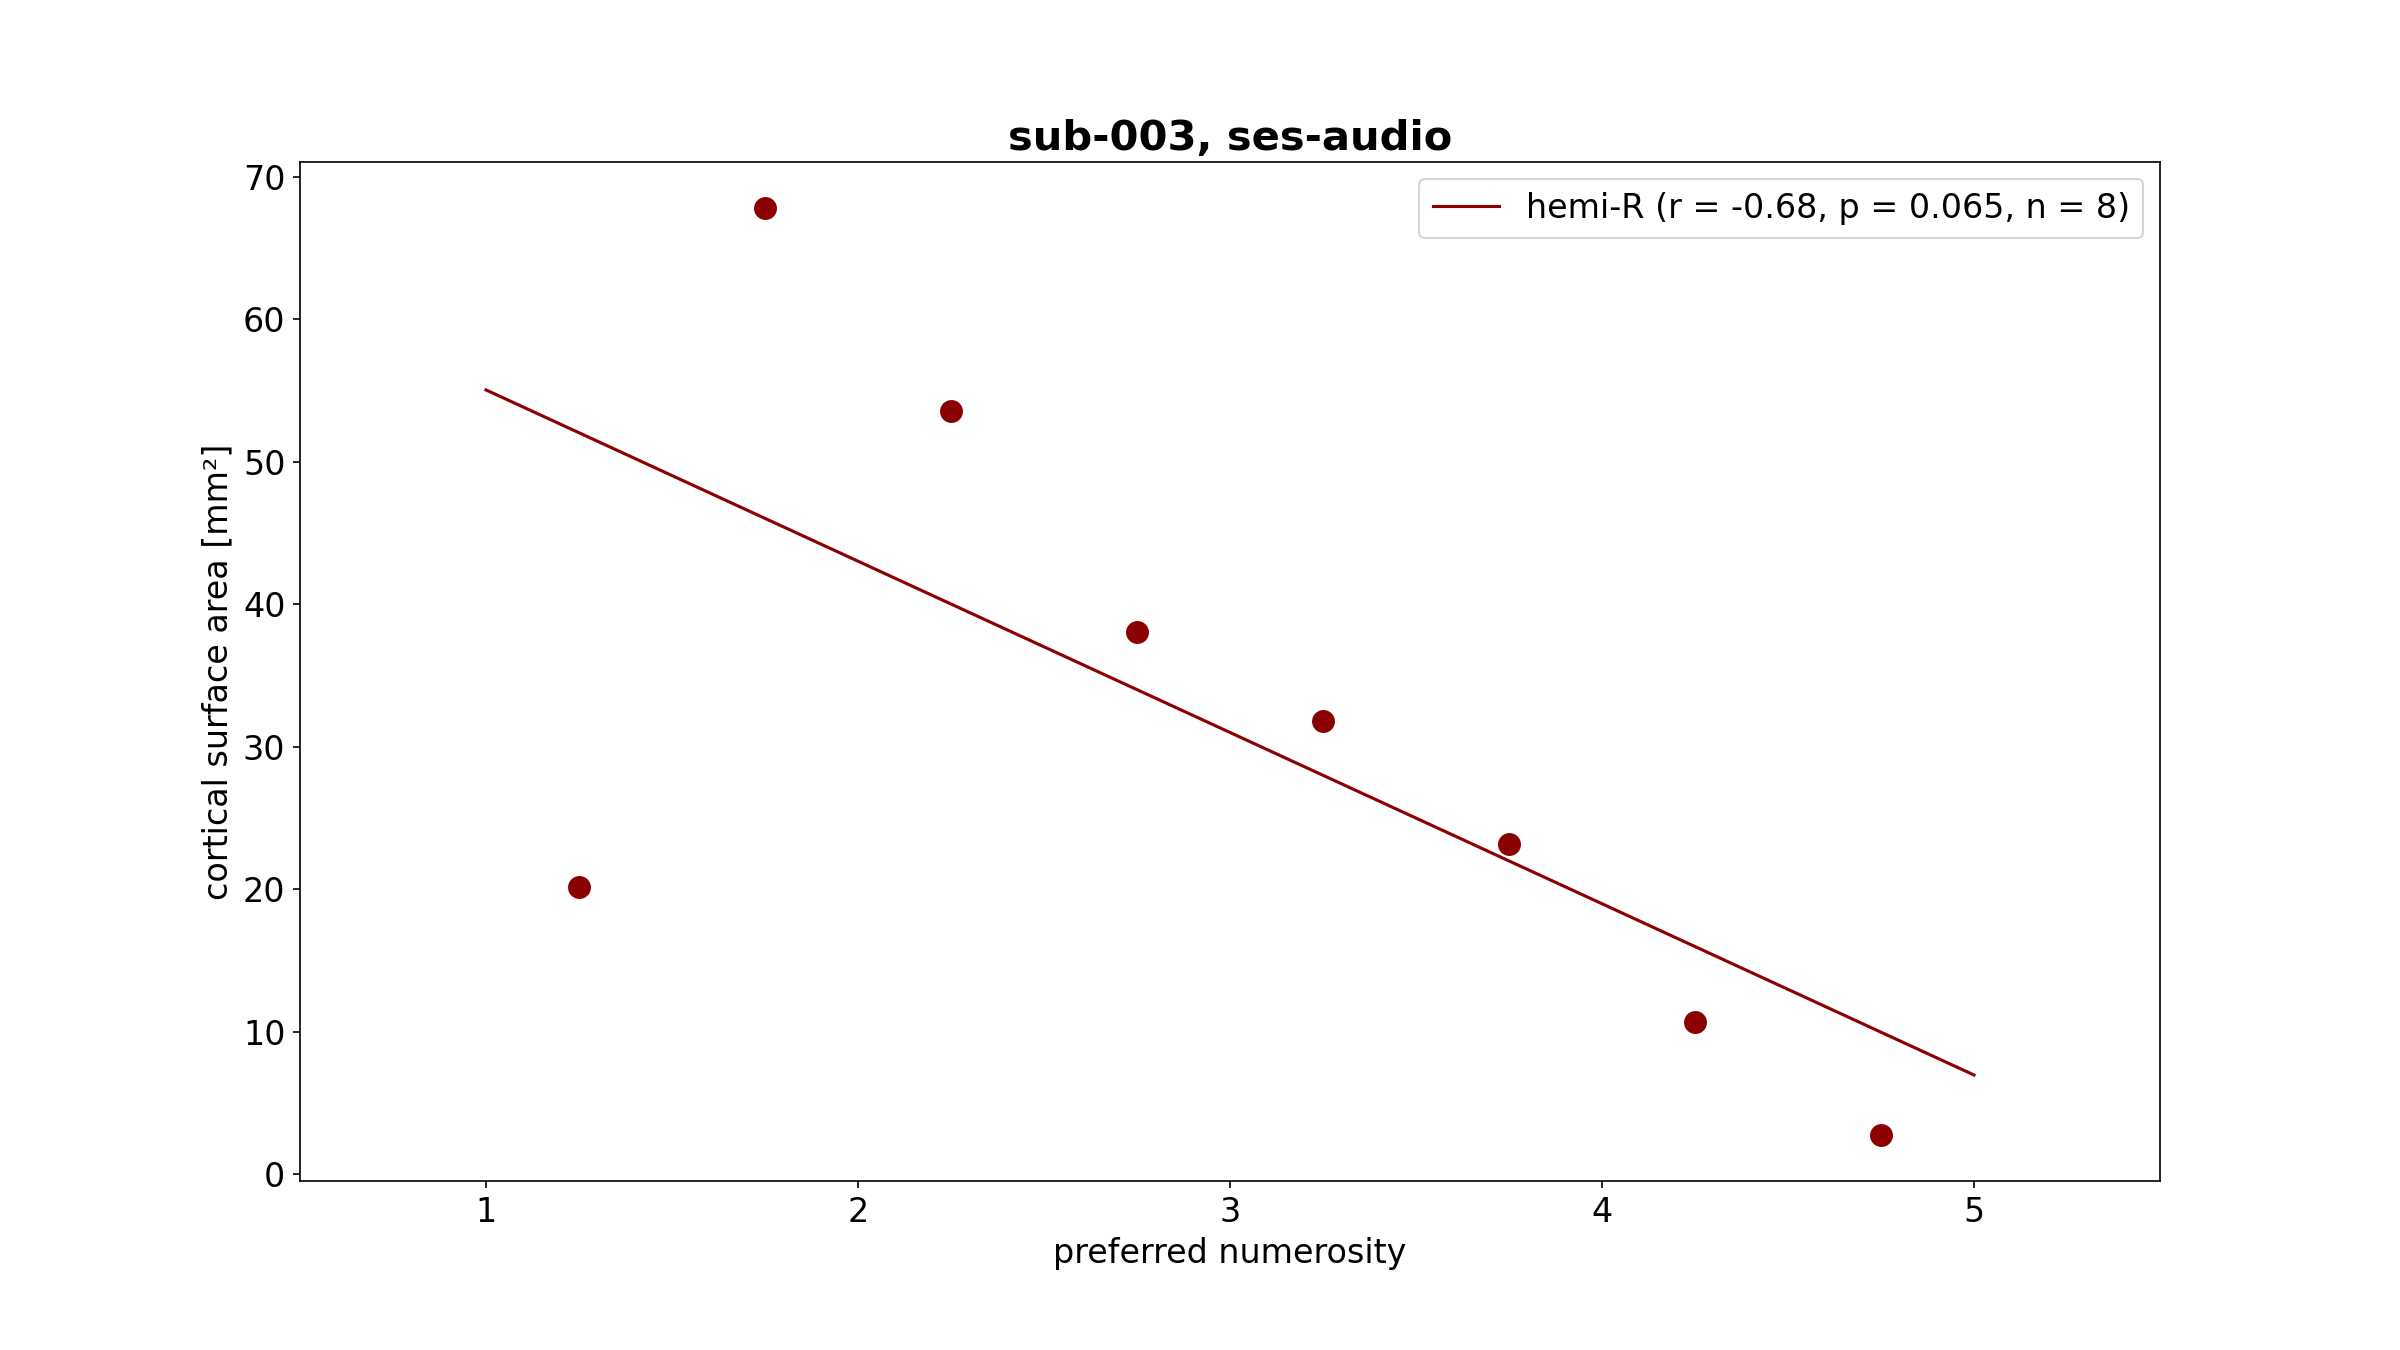 sub-003, ses-audio
hemi-R (r = -0.68, p = 0.065, n = 8)
cortical surface area [mm²]
70
60
50
40
30
20
10
0
1 2 3 4 5
preferred numerosity